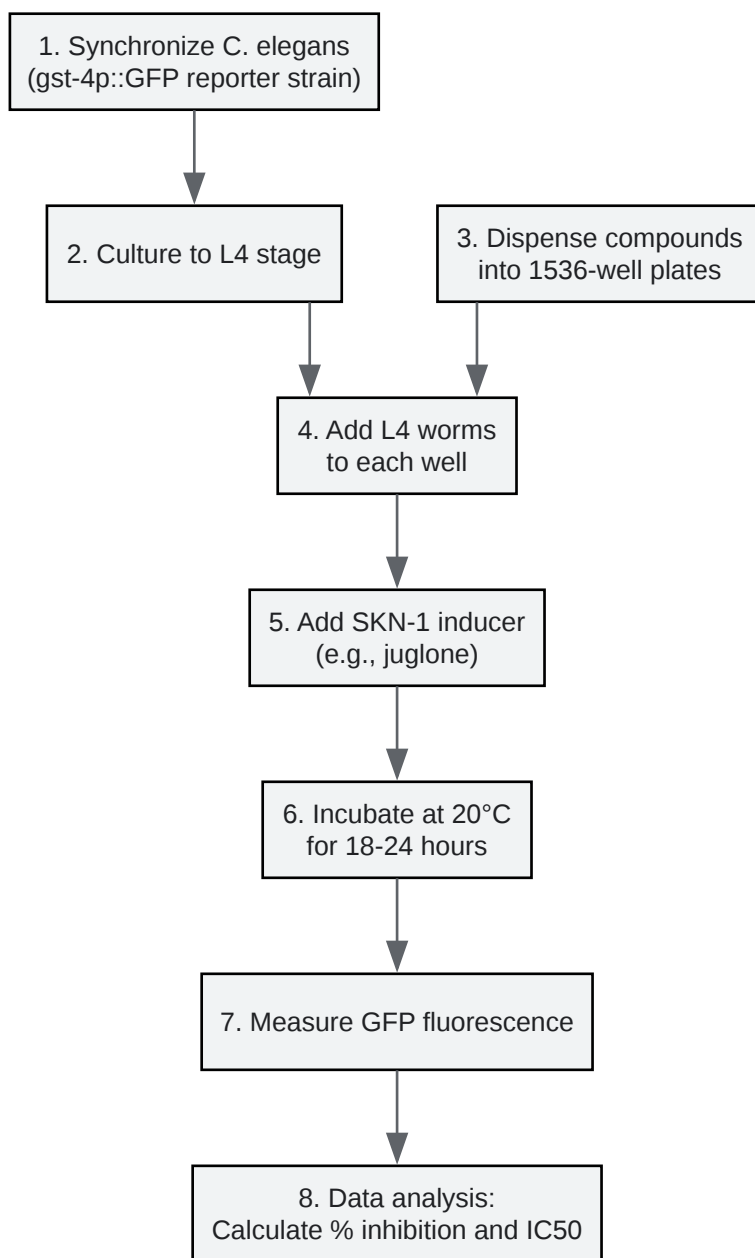 1. Synchronize C. elegans
(gst-4p::GFP reporter strain)
2. Culture to L4 stage
3. Dispense compounds
into 1536-well plates
4. Add L4 worms
to each well
5. Add SKN-1 inducer
(e.g., juglone)
6. Incubate at 20°C
for 18-24 hours
7. Measure GFP fluorescence
8. Data analysis:
Calculate % inhibition and IC50